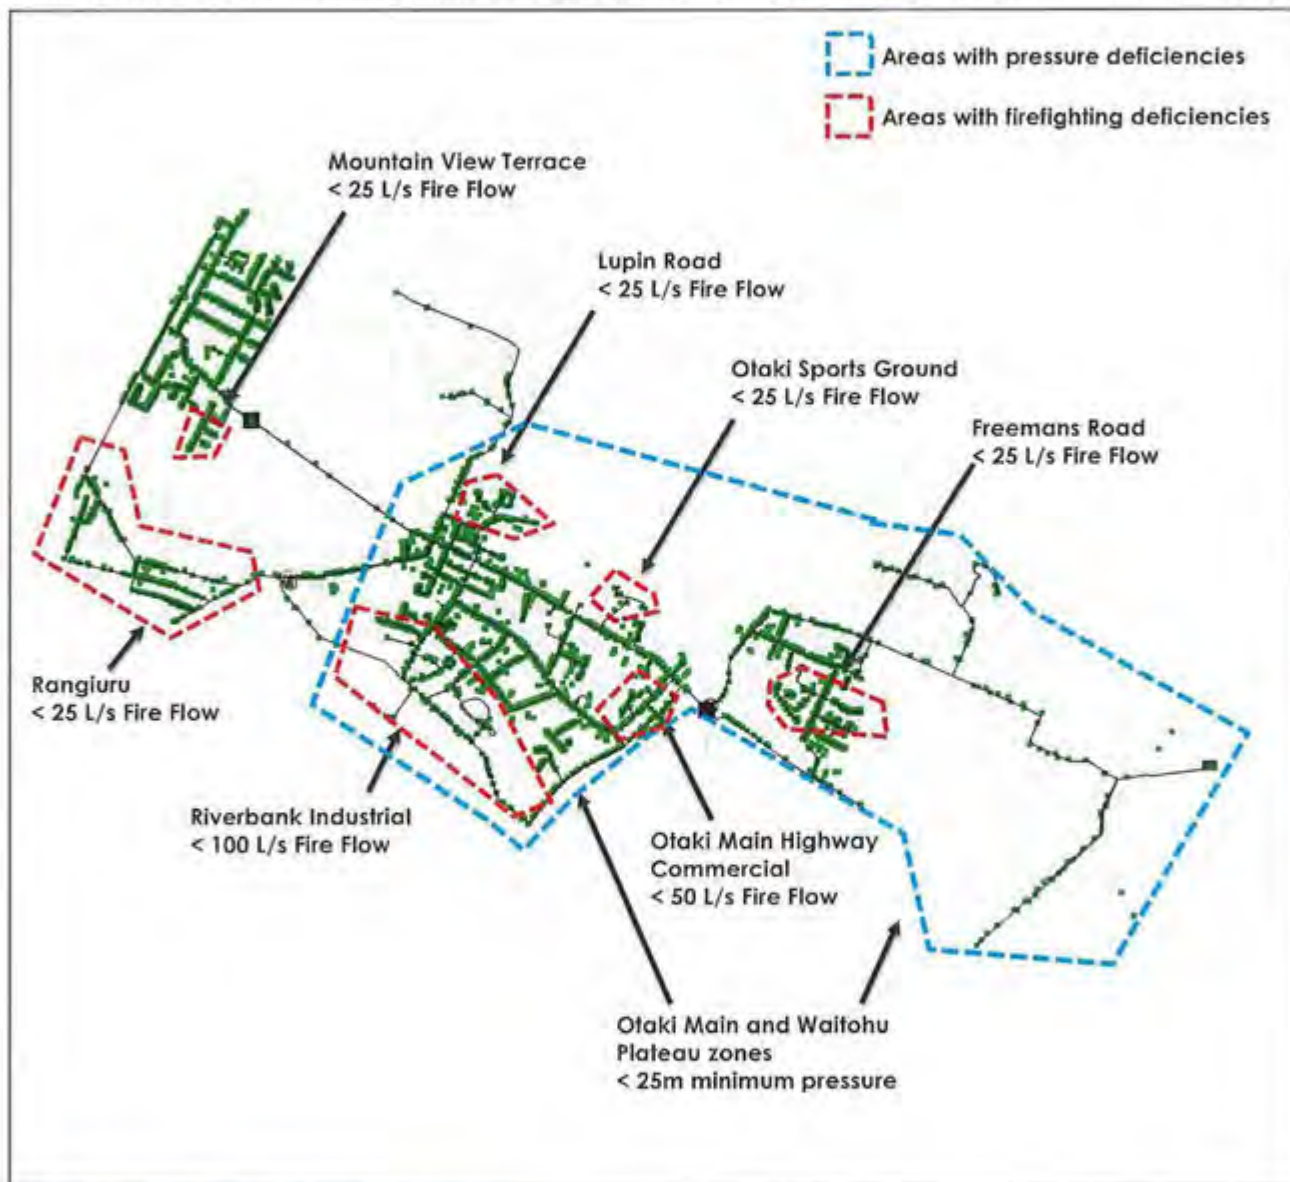 Areas with pressure deficiencies
Areas with firefighting deficiencies
Mountain View Terrace
< 25 L/s Fire Flow
Lupin Road
< 25 L/s Fire Flow
Otaki Sports Ground
< 25 L/s Fire Flow
Freemans Road
< 25 L/s Fire Flow
Rangiuru
< 25 L/s Fire Flow
Riverbank Industrial
< 100 L/s Fire Flow
Otaki Main Highway
Commercial
< 50 L/s Fire Flow
Otaki Main and Waitohu
Plateau zones
< 25m minimum pressure